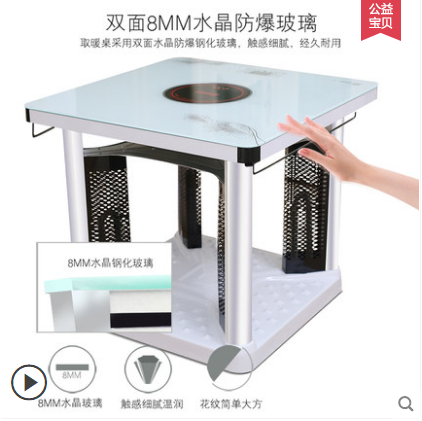 双面8MM水晶防爆玻璃
取暖桌采用双面水晶防爆钢化玻璃，触感细腻，经久耐用
公益
宝贝
8MM水晶钢化玻璃
8MM
8MM水晶玻璃
触感细腻温润
花纹简单大方